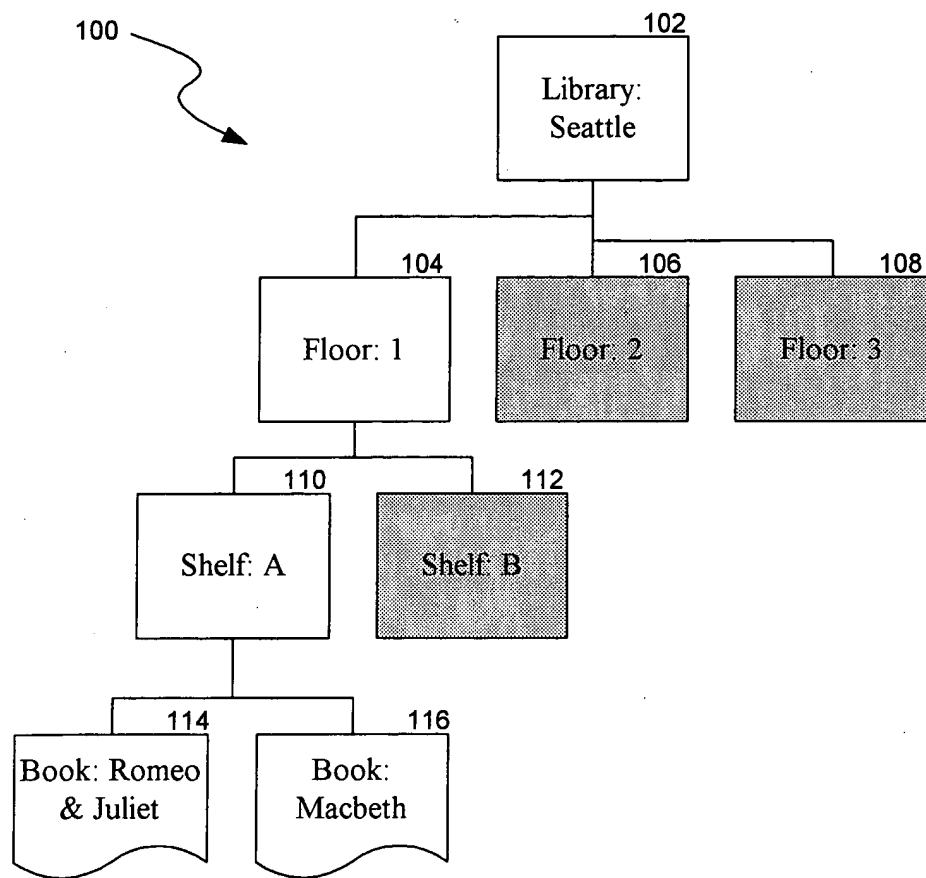 100
102
Library:
Seattle
104
Floor: 1
106
Floor: 2
108
Floor: 3
110
Shelf: A
112
Shelf: B
114
Book: Romeo
& Juliet
116
Book:
Macbeth